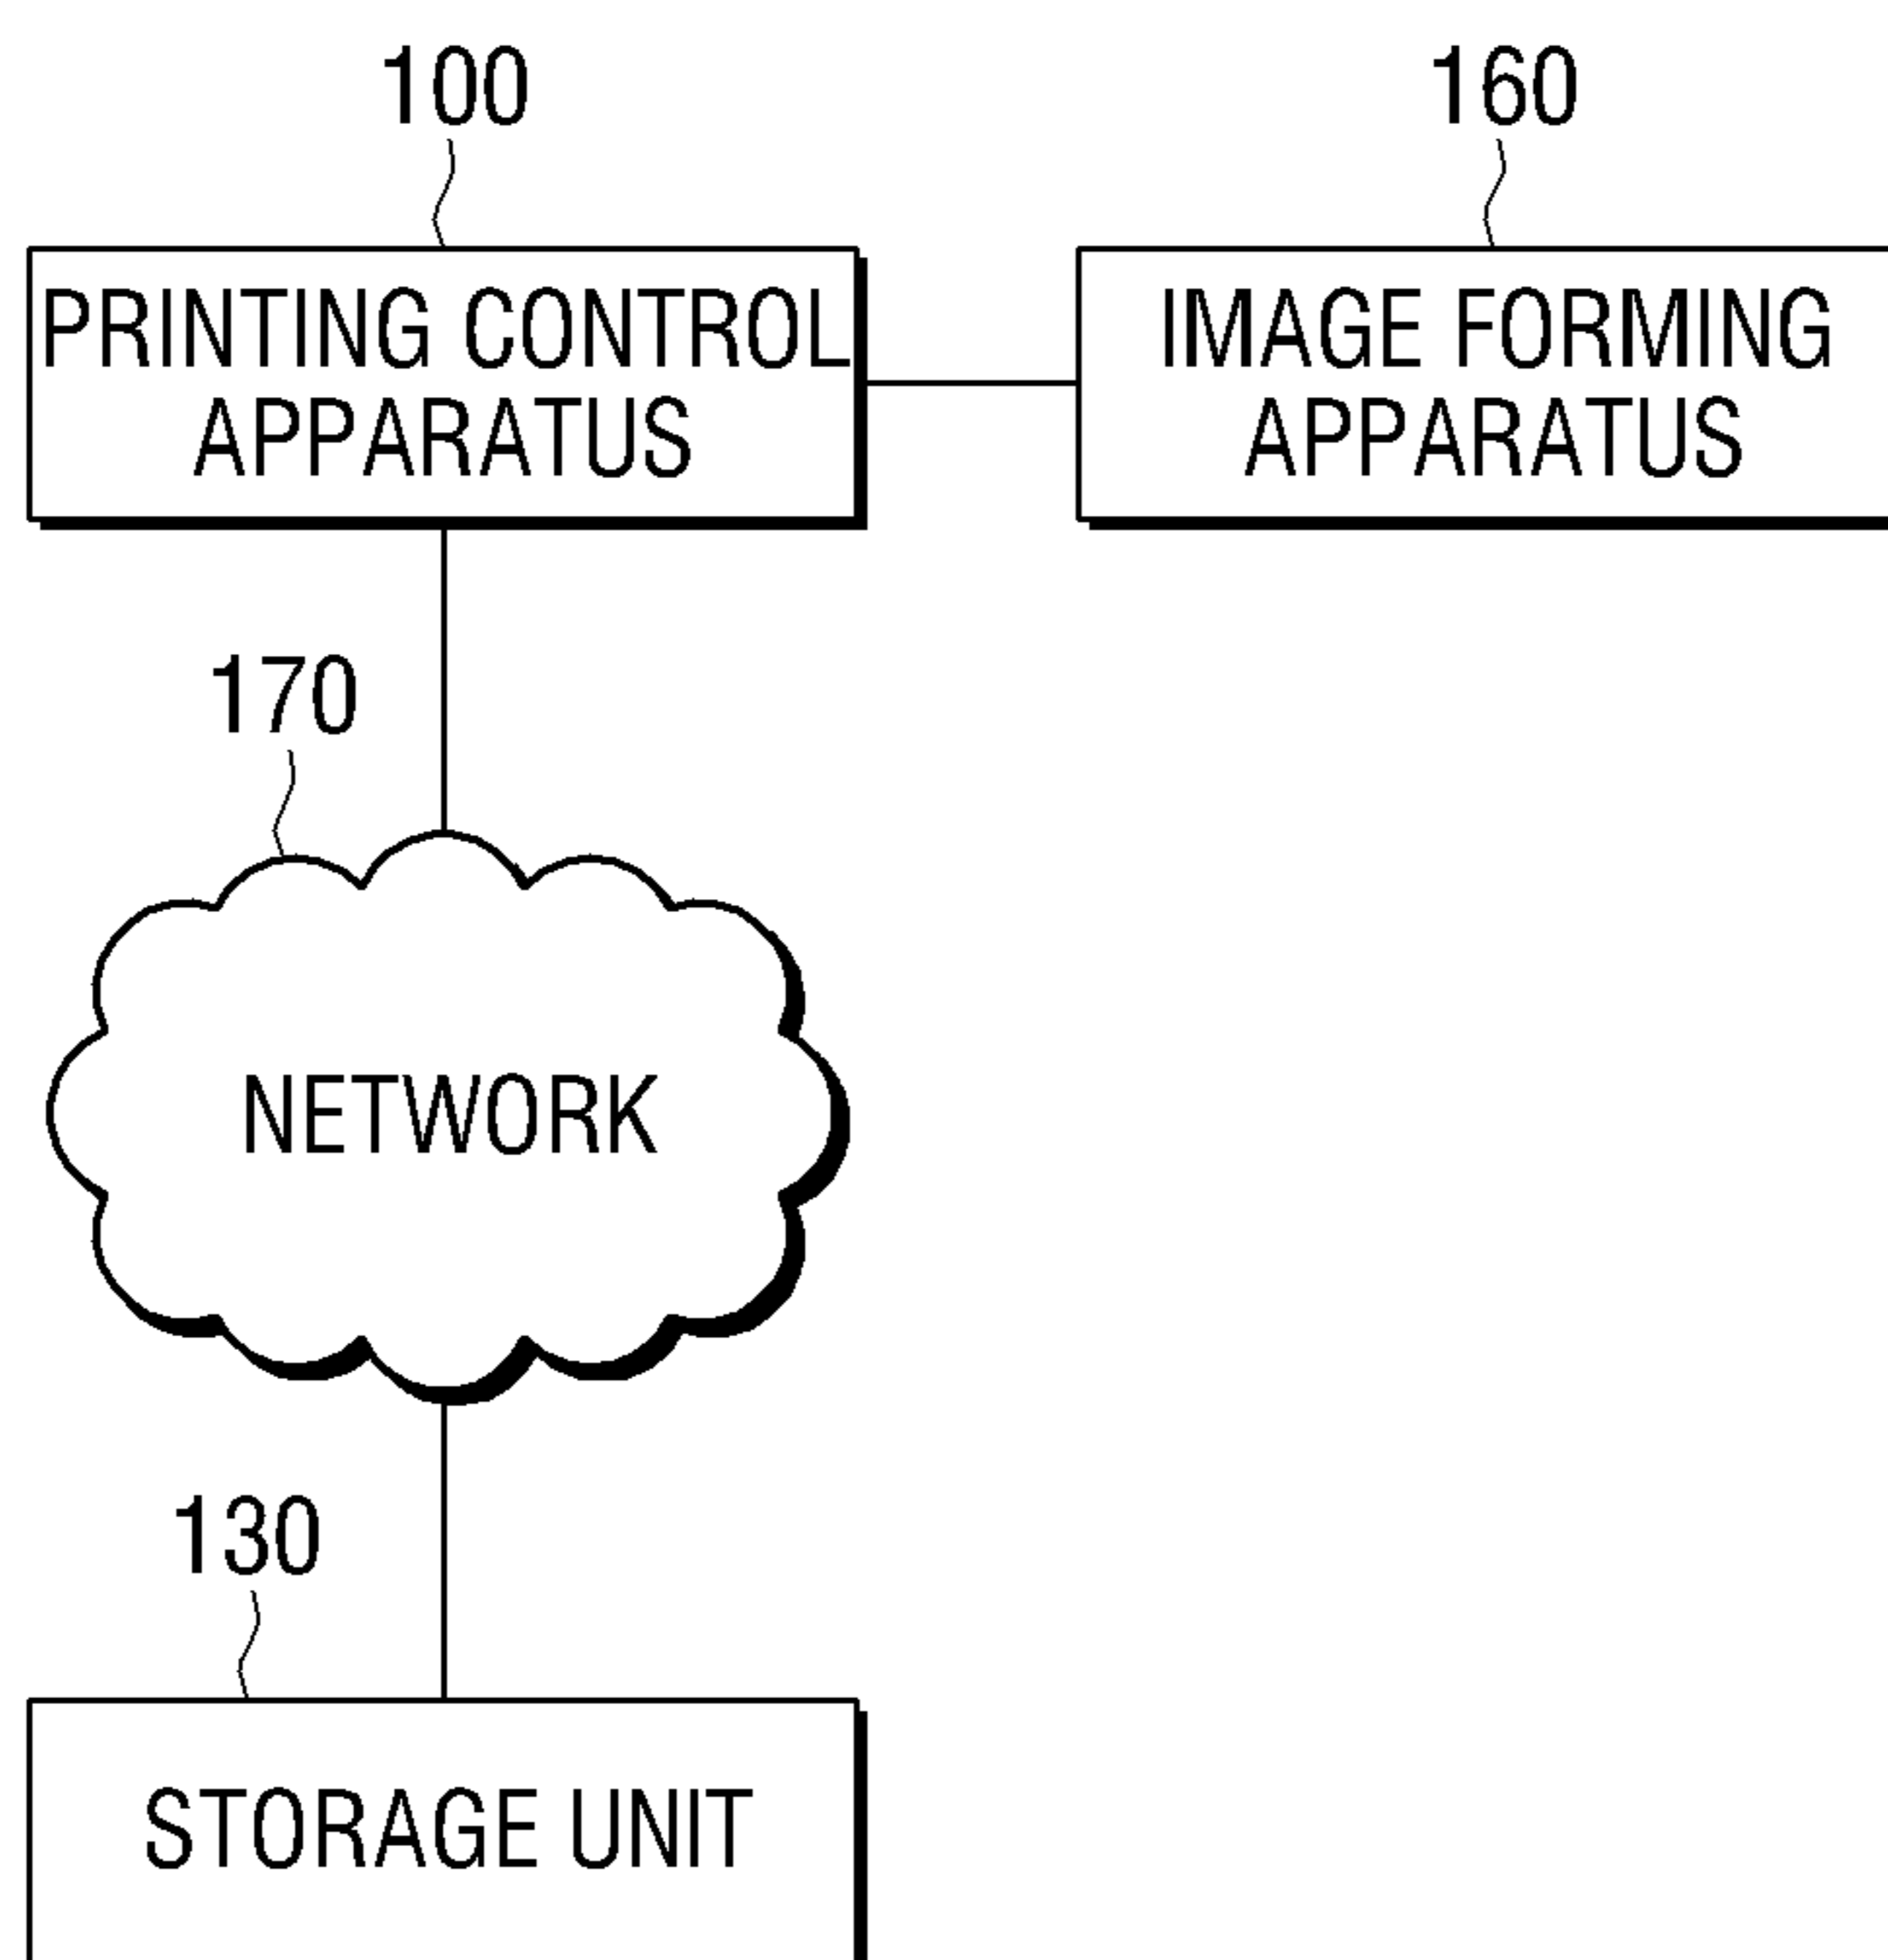 100
160
PRINTING CONTROL
APPARATUS
IMAGE FORMING
APPARATUS
170
NETWORK
130
STORAGE UNIT